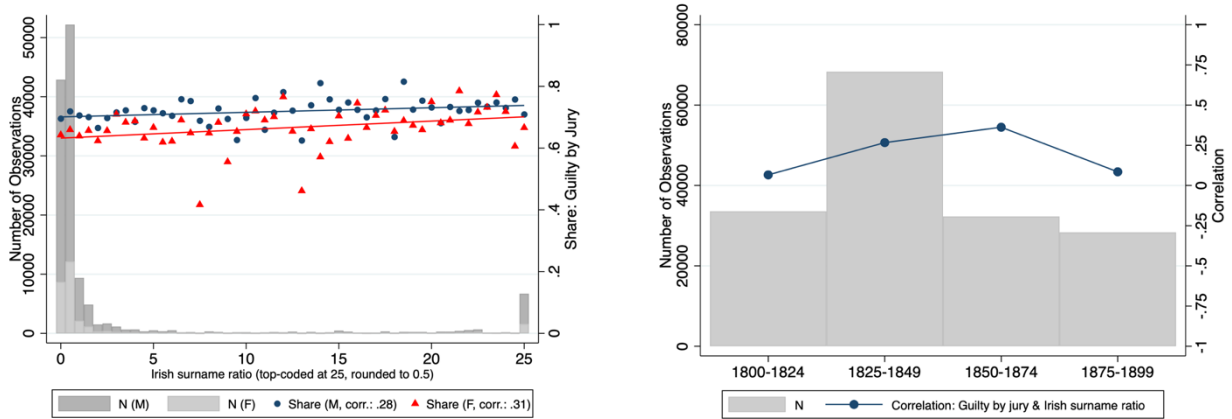 Number of Observations
50000
40000
30000
20000
10000
0
1
.8
.6
.4
.2
0
Share: Guilty by Jury
0 5 10 15 20 25
Irish surname ratio (top-coded at 25, rounded to 0.5)
N (M) N (F) Share (M, corr.: .28) Share (F, corr.: .31)
Number of Observations
80000
60000
40000
20000
0
1
.75
.5
.25
0
-.25
-.5
-.75
-1
Correlation
1800-1824 1825-1849 1850-1874 1875-1899
N Correlation: Guilty by jury & Irish surname ratio